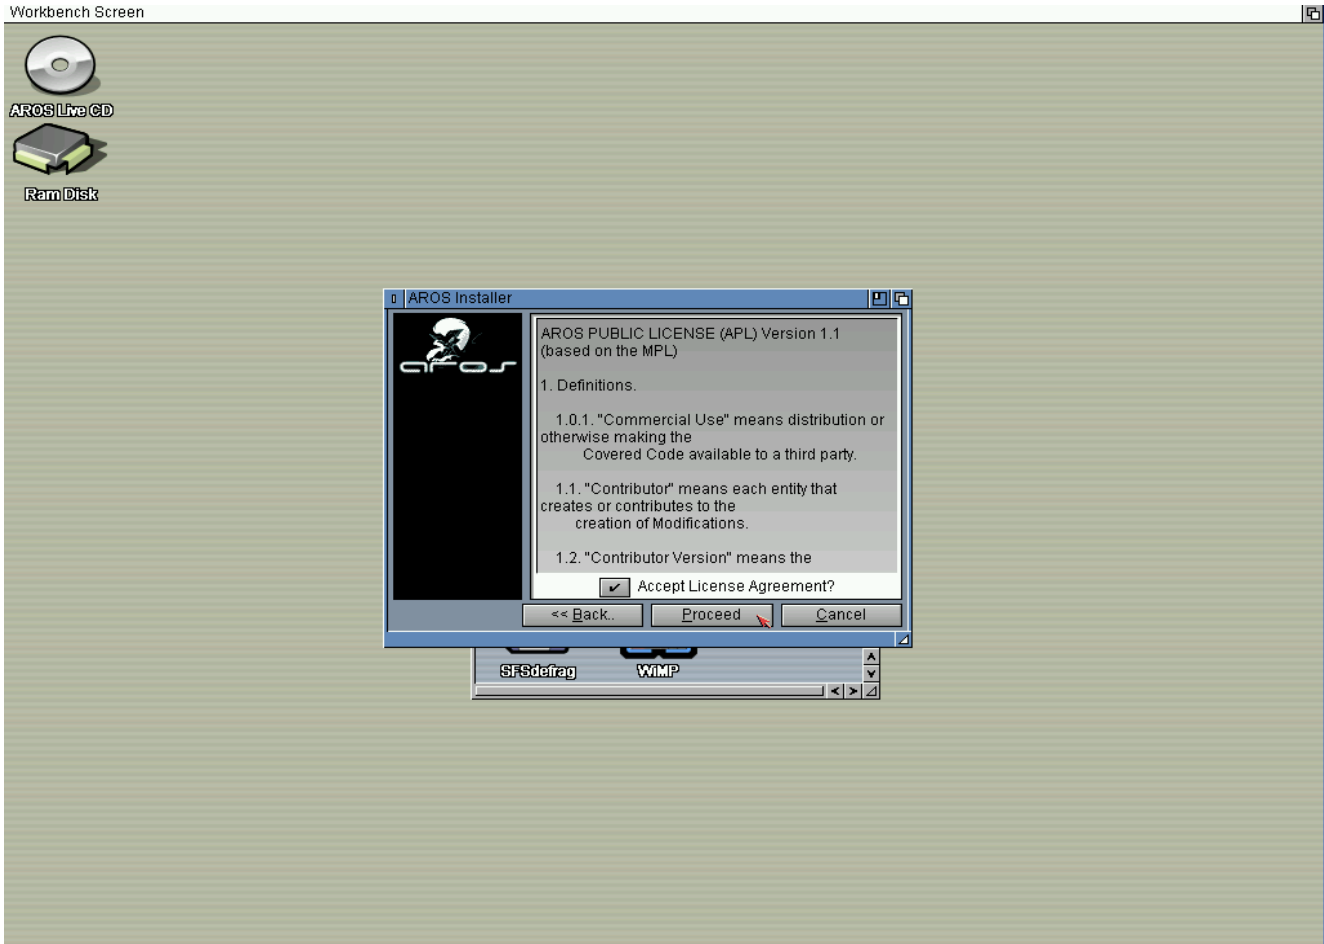 Workbench Screen
AROS Live CD
Ram Disk
AROS Installer
aros
AROS PUBLIC LICENSE (APL) Version 1.1
(based on the MPL)
1. Definitions.
1.0.1. "Commercial Use" means distribution or
otherwise making the
Covered Code available to a third party.
1.1. "Contributor" means each entity that
creates or contributes to the
creation of Modifications.
1.2. "Contributor Version" means the
Accept License Agreement?
<< Back.. Proceed Cancel
SFSdefrag WiMP